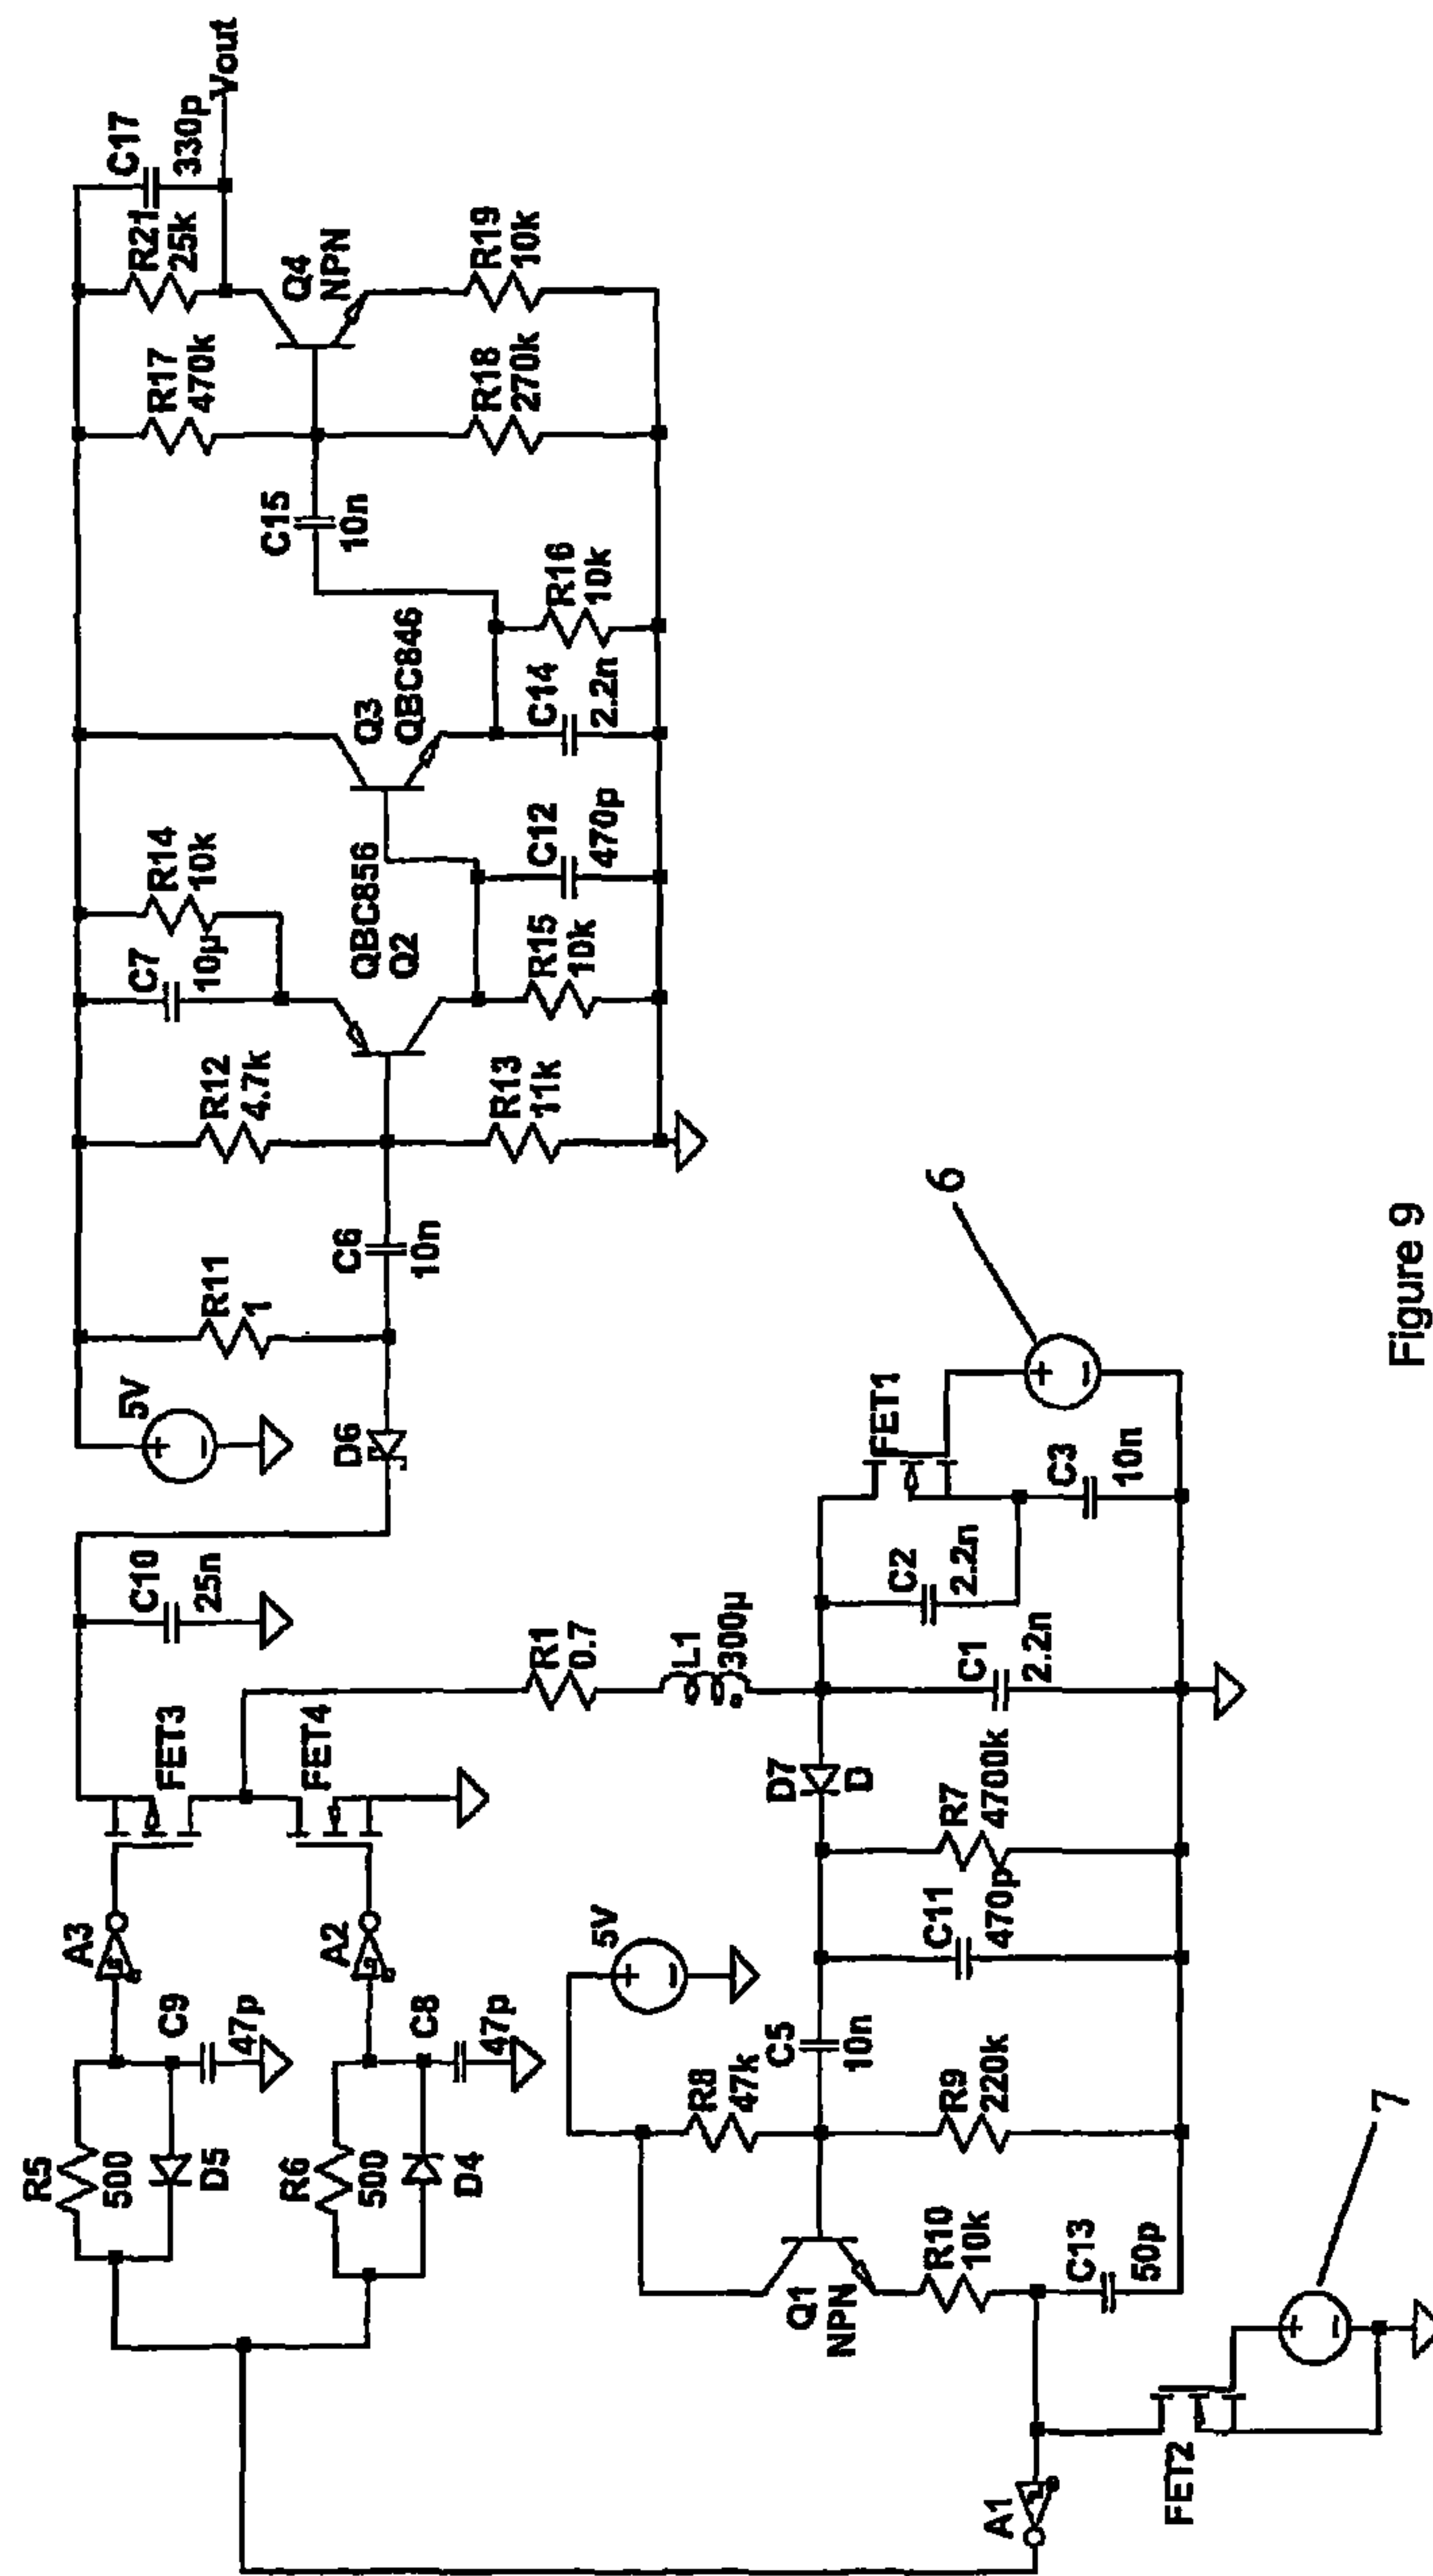 R5
500
D5
C9
47p
A3
FET3
R6
500
D4
C8
47p
A2
FET4
C10
25n
5V
R11
1
D6
C6
10n
R12
4.7k
R13
11k
C7
10µ
R14
10k
QBC856
Q2
R15
10k
C12
470p
Q3
QBC846
C14
2.2n
R16
10k
C15
10n
R17
470k
R18
270k
Q4
NPN
R21
25k
R19
10k
C17
330p
Vout
R1
0.7
L1
300µ
5V
R8
47k
C5
10n
R9
220k
Q1
NPN
R10
10k
C13
50p
C11
470p
R7
4700k
D7
D
C1
2.2n
C2
2.2n
FET1
C3
10n
6
A1
FET2
7
Figure 9